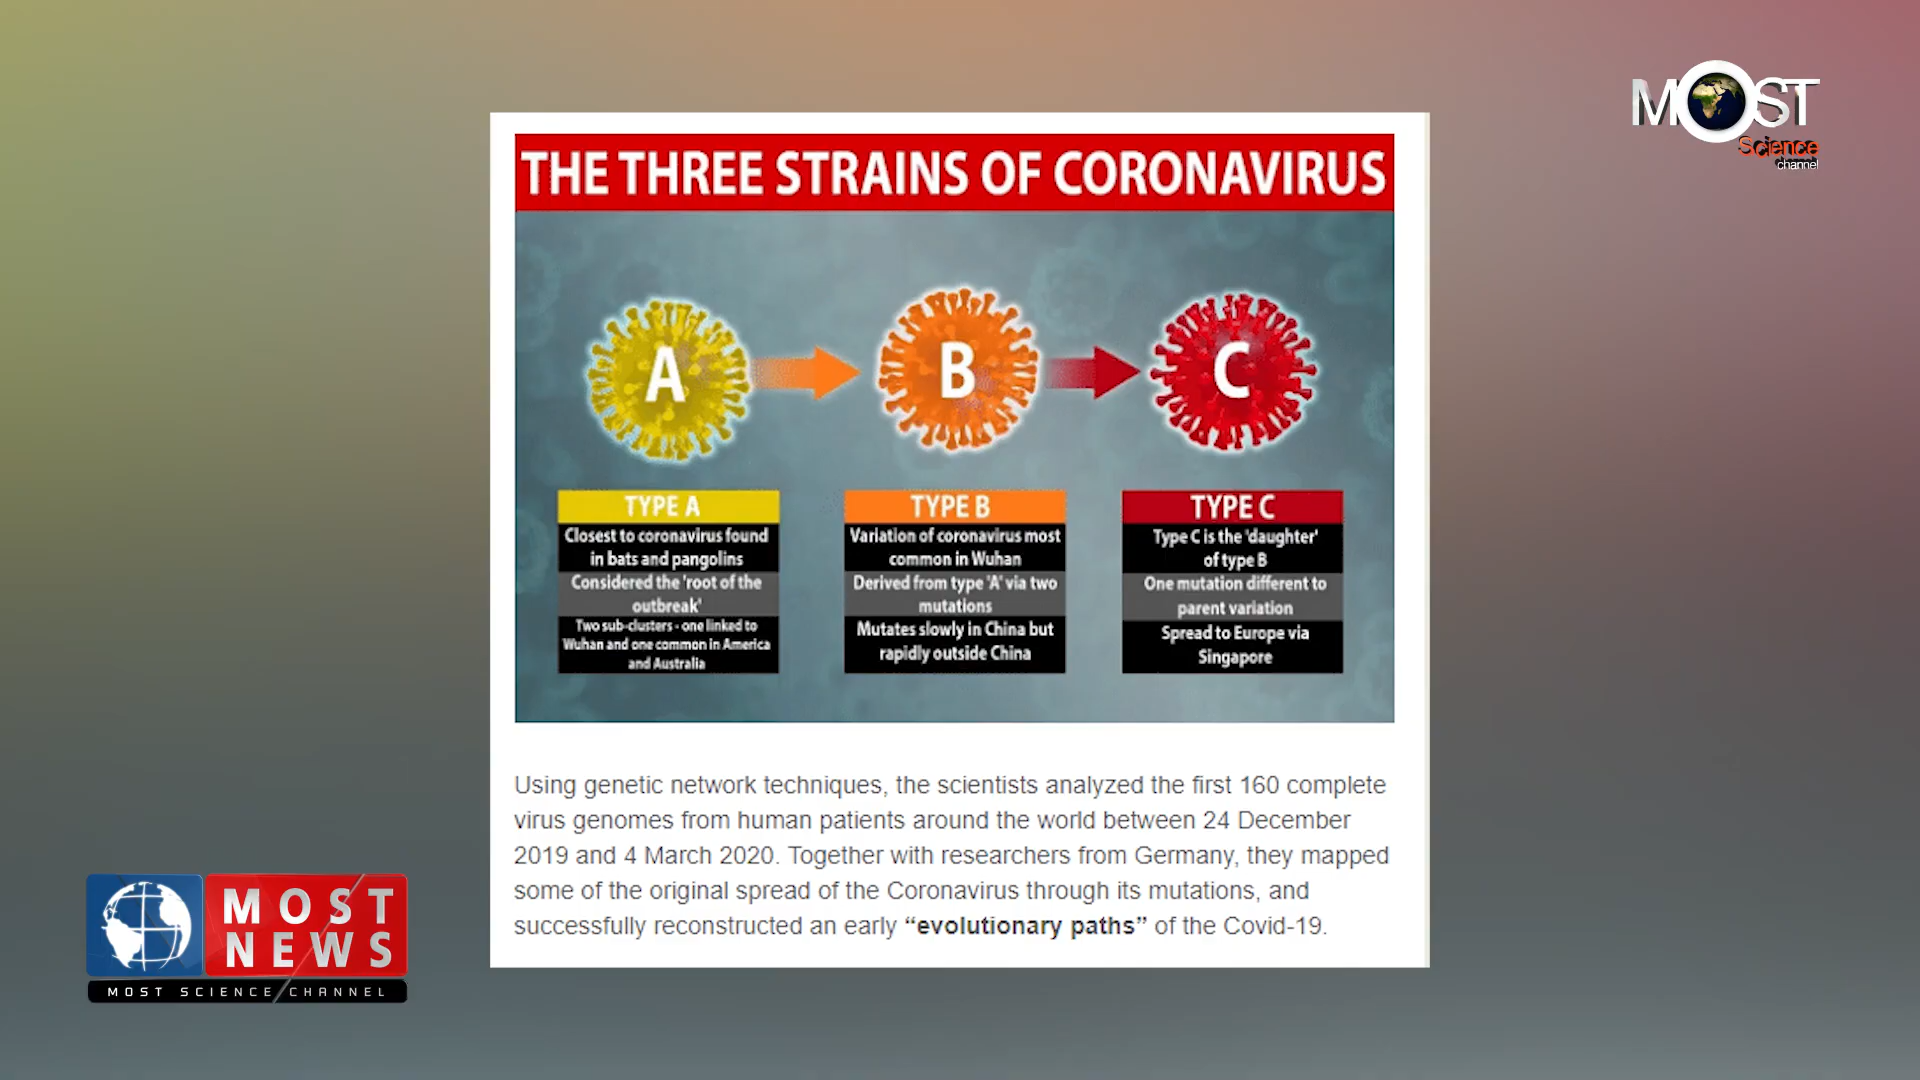 MOST
Science
channel
THE THREE STRAINS OF CORONAVIRUS
A
B
C
TYPE A
Closest to coronavirus found
in bats and pangolins
Considered the 'root of the
outbreak'
Two sub-clusters - one linked to
Wuhan and one common in America
and Australia
TYPE B
Variation of coronavirus most
common in Wuhan
Derived from type 'A' via two
mutations
Mutates slowly in China but
rapidly outside China
TYPE C
Type C is the 'daughter'
of type B
One mutation different to
parent variation
Spread to Europe via
Singapore
Using genetic network techniques, the scientists analyzed the first 160 complete
virus genomes from human patients around the world between 24 December
2019 and 4 March 2020. Together with researchers from Germany, they mapped
some of the original spread of the Coronavirus through its mutations, and
successfully reconstructed an early “evolutionary paths” of the Covid-19.
MOST
NEWS
MOST SCIENCE CHANNEL